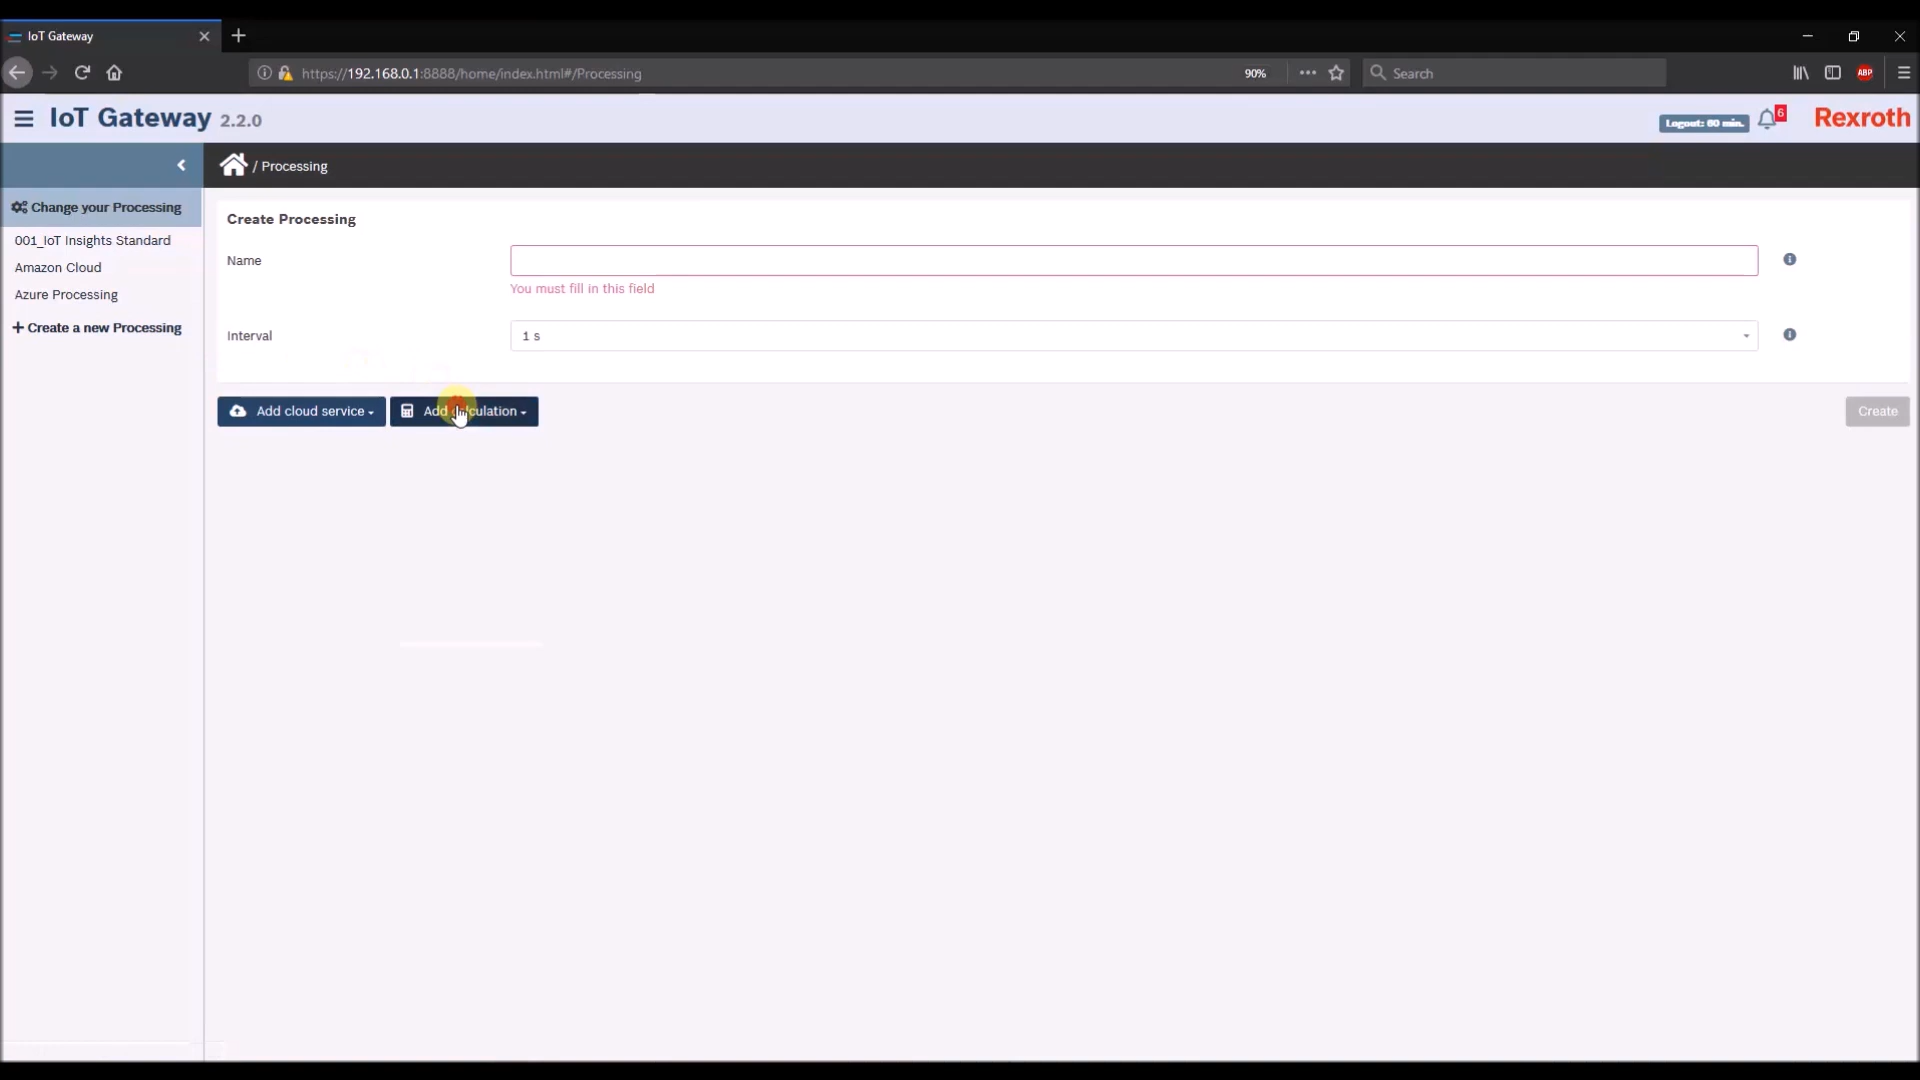 IoT Gateway
https://192.168.0.1:8888/home/index.html#/Processing
90%
Search
ABP
IoT Gateway 2.2.0
Logout: 60 min.
6
Rexroth
/ Processing
Change your Processing
001_IoT Insights Standard
Amazon Cloud
Azure Processing
+ Create a new Processing
Create Processing
Name
You must fill in this field
Interval
1 s
Add cloud service
Add calculation
Create